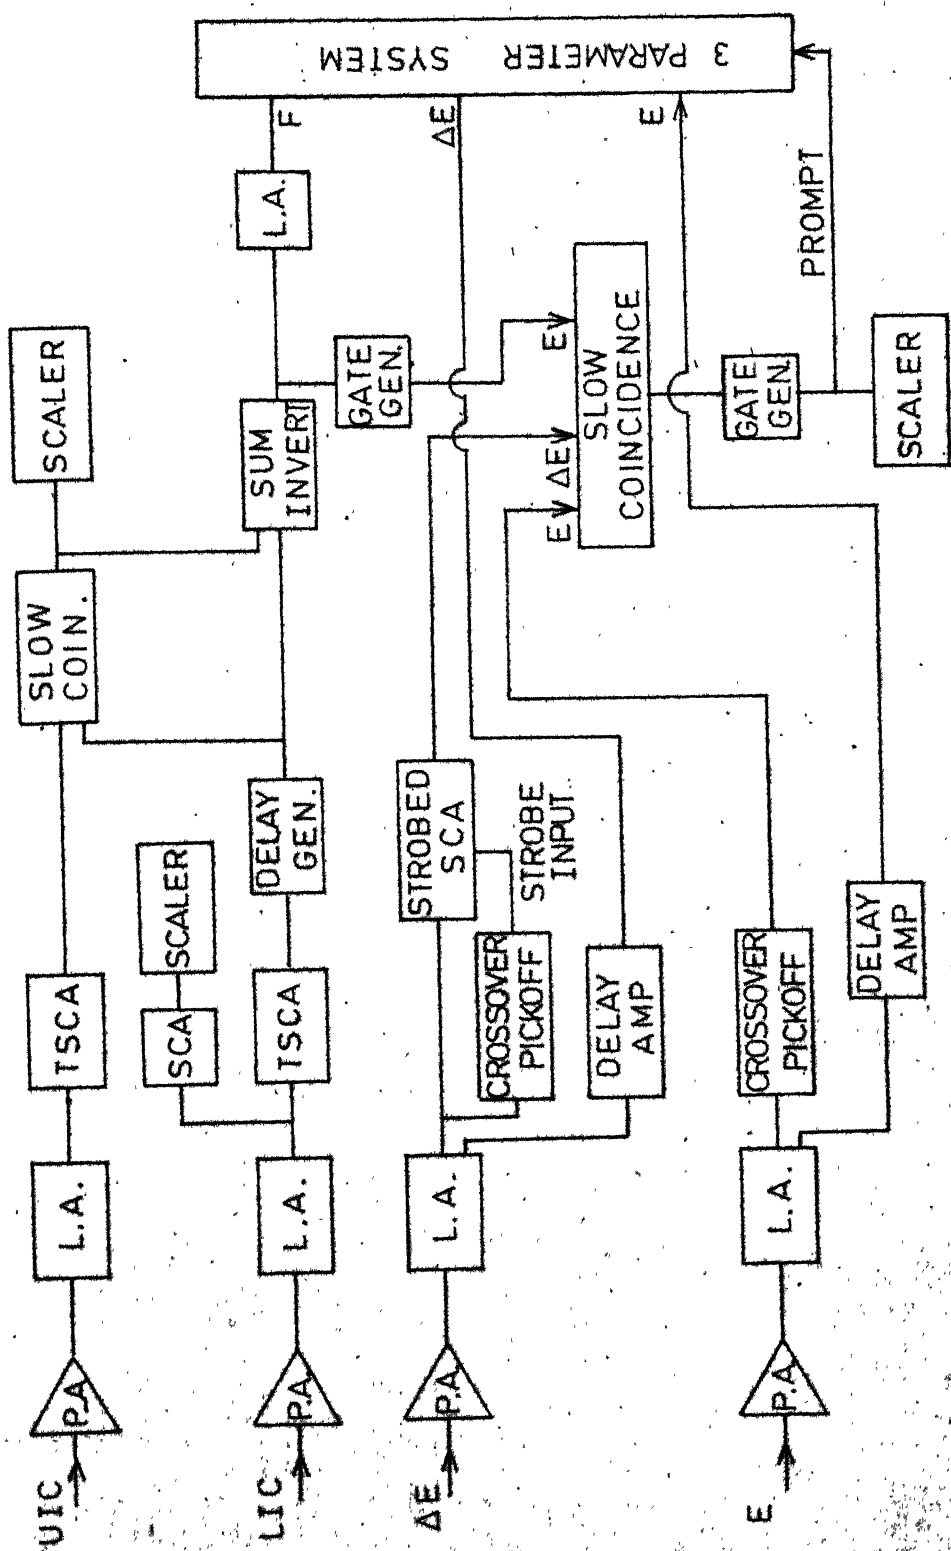 UIC
P.A
L.A.
TSCA
SLOW
COIN.
SCALER
LIC
P.A
L.A.
SCA
SCALER
TSCA
DELAY
GEN.
SUM
INVERT
L.A.
F
GATE
GEN.
ΔE
P.A
L.A.
CROSSOVER
PICKOFF
STROBED
SCA
STROBE
INPUT
DELAY
AMP
ΔE
E
ΔE
E
SLOW
COINCIDENCE
E
P.A
L.A.
CROSSOVER
PICKOFF
DELAY
AMP
E
GATE
GEN.
SCALER
PROMPT
3 PARAMETER SYSTEM